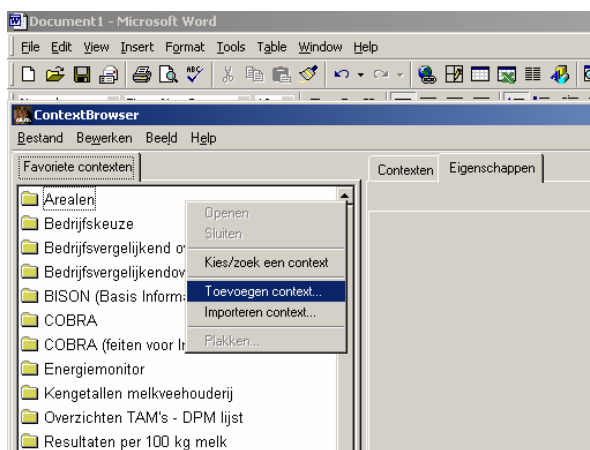 Document1 - Microsoft Word
File Edit View Insert Format Tools Table Window Help
ContextBrowser
Bestand Bewerken Beeld Help
Favoriete contexten
Contexten Eigenschappen
Arealen
Bedrijfskeuze
Bedrijfsvergelijkend
Bedrijfsvergelijkendov
BISON (Basis Inform
COBRA
COBRA (feiten voor
Energiemonitor
Kengetallen melkveehouderij
Overzichten TAM's - DPM lijst
Resultaten per 100 kg melk
Openen
Sluiten
Kies/zoek een context
Toevoegen context...
Importeren context...
Plakken...